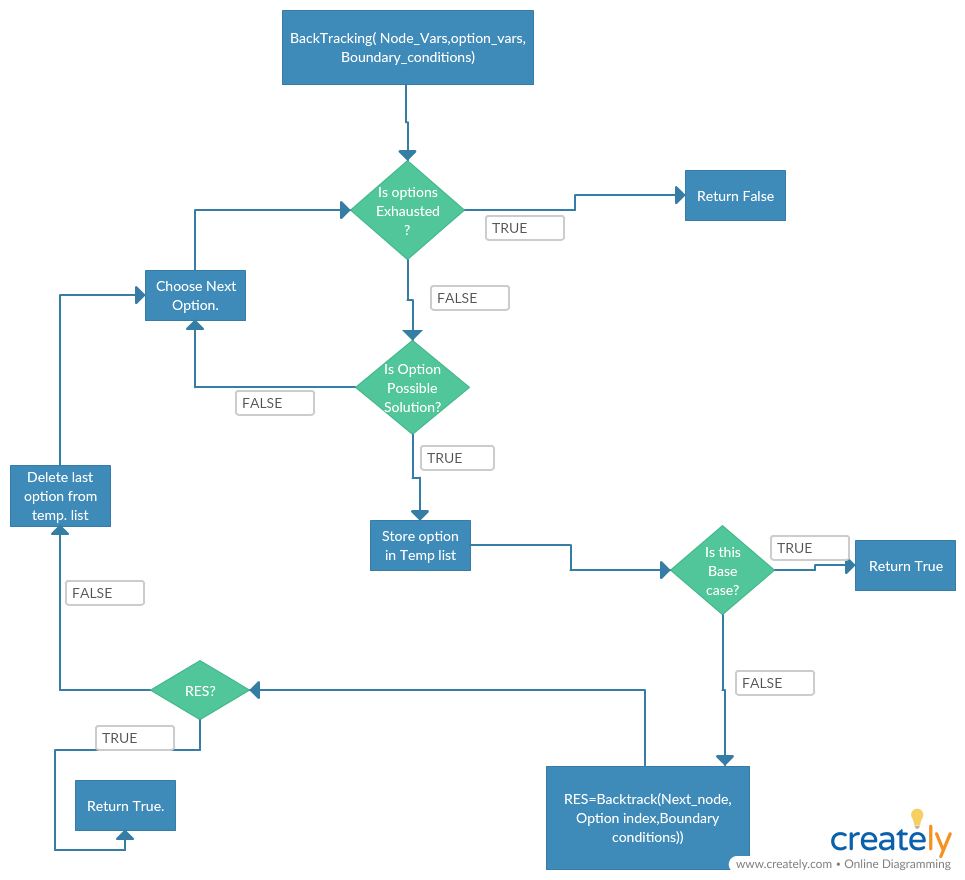 BackTracking( Node_Vars,option_vars,
Boundary_conditions)
Is options
Exhausted
?
TRUE
Return False
FALSE
Choose Next
Option.
Is Option
Possible
Solution?
FALSE
TRUE
Delete last
option from
temp. list
Store option
in Temp list
Is this
Base
case?
TRUE
Return True
FALSE
FALSE
RES?
TRUE
Return True.
RES=Backtrack(Next_node,
Option index,Boundary
conditions))
creately
www.creately.com • Online Diagramming